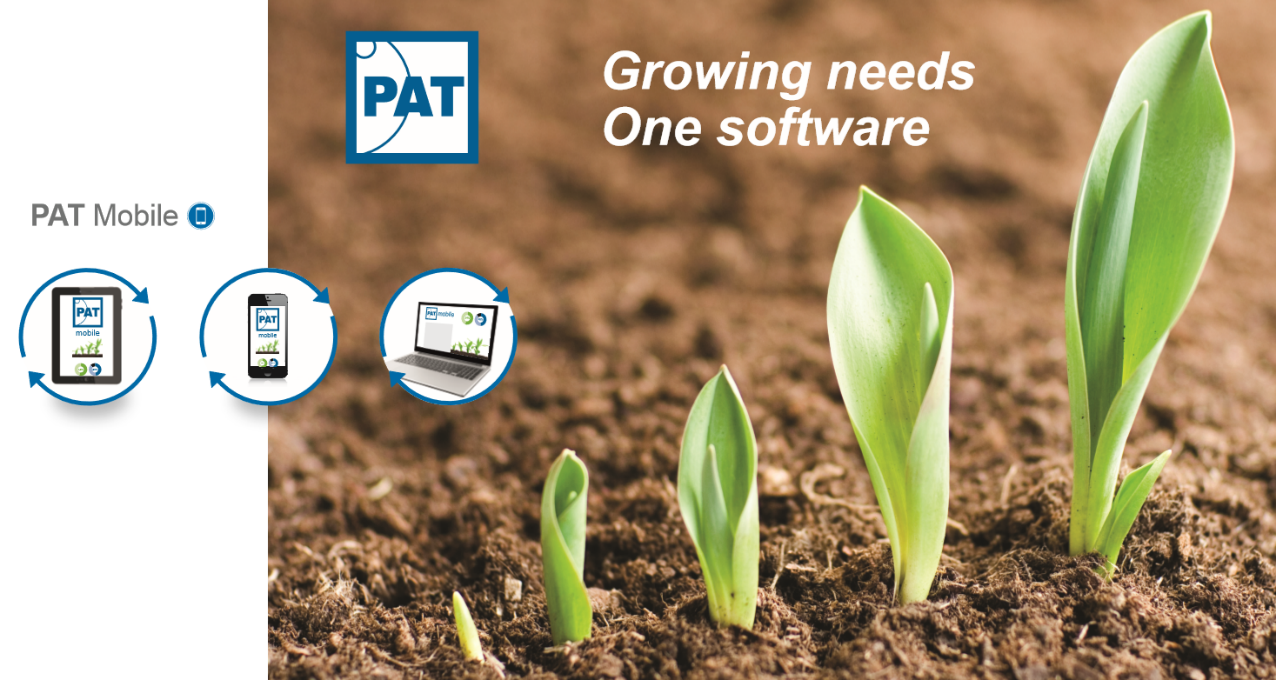 PAT
Growing needs
One software
PAT Mobile
PAT
mobile
PAT
mobile
PAT mobile